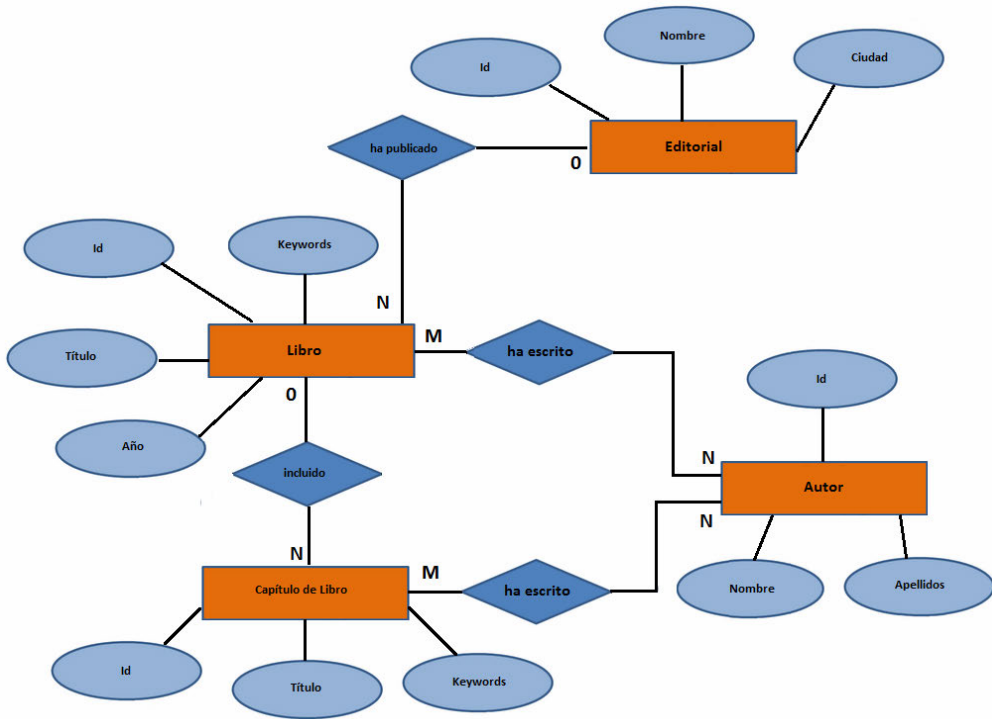 Nombre
Id
Ciudad
ha publicado
Editorial
0
Id
Keywords
N
M
Libro
ha escrito
Título
Id
0
Año
N
incluido
Autor
N
N
M
Capítulo de Libro
ha escrito
Nombre
Apellidos
Id
Título
Keywords